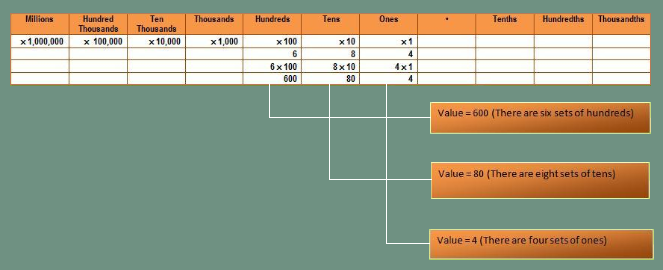 Millions Hundred Thousands Ten Thousands Thousands Hundreds Tens Ones • Tenths Hundredths Thousandths
×1,000,000 × 100,000 ×10,000 ×1,000 ×100 ×10 ×1
6 8 4
6×100 8×10 4×1
600 80 4
Value = 600 (There are six sets of hundreds)
Value = 80 (There are eight sets of tens)
Value = 4 (There are four sets of ones)